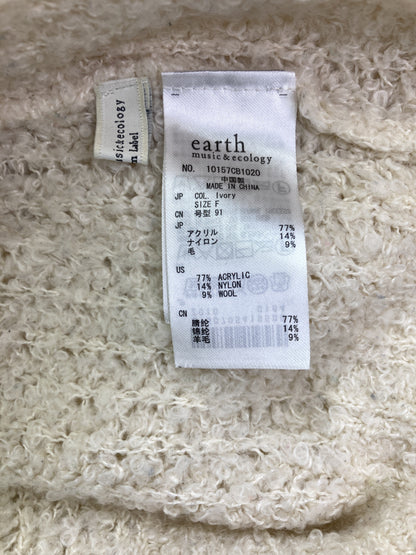 music&ecology
Label
earth
music&ecology
NO. 10157CB1020
中国製
MADE IN CHINA
JP COL. Ivory
SIZE F
CN 号型 91
JP 77%
アクリル 14%
ナイロン 9%
毛
US
77% ACRYLIC
14% NYLON
9% WOOL
CN
腈纶 77%
锦纶 14%
羊毛 9%